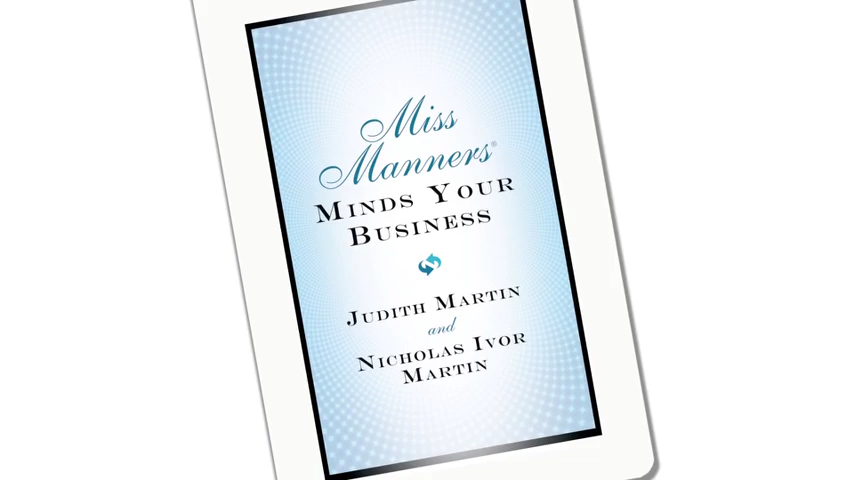 Miss
Manners®
Minds Your
Business
Judith Martin
and
Nicholas Ivor
Martin